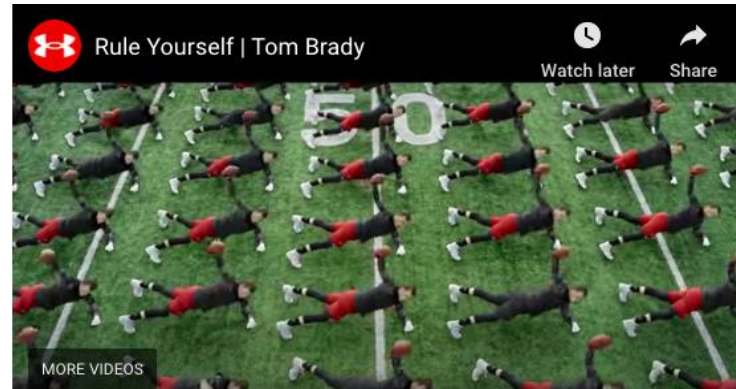 Rule Yourself | Tom Brady
Watch later
Share
50
MORE VIDEOS